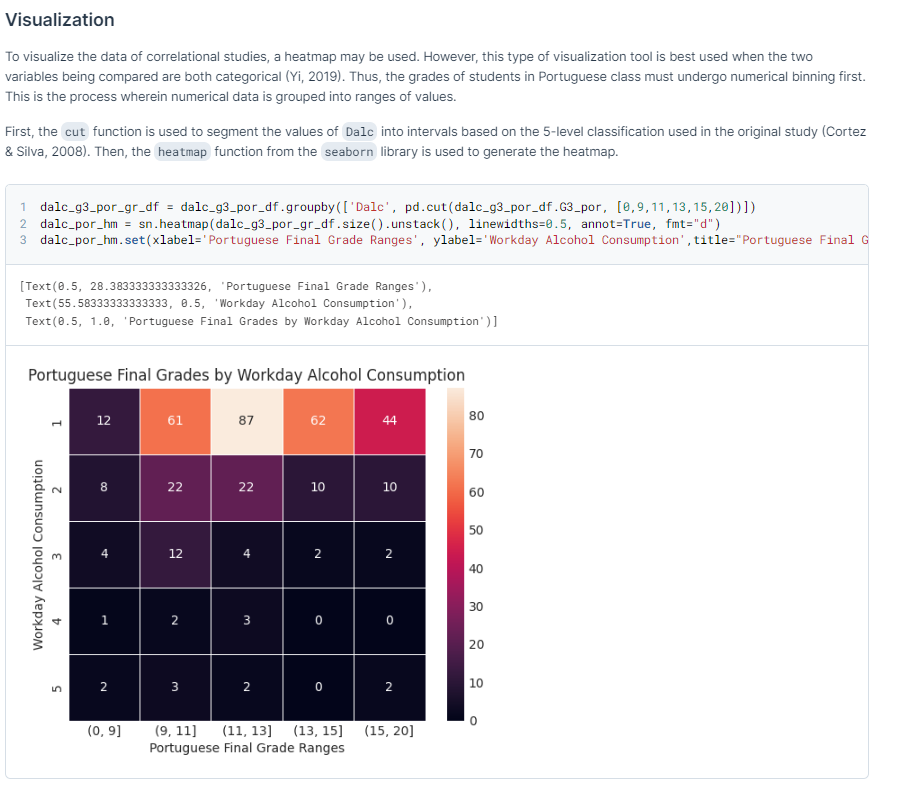 Visualization
To visualize the data of correlational studies, a heatmap may be used. However, this type of visualization tool is best used when the two
variables being compared are both categorical (Yi, 2019). Thus, the grades of students in Portuguese class must undergo numerical binning first.
This is the process wherein numerical data is grouped into ranges of values.
First, the cut function is used to segment the values of Dalc into intervals based on the 5-level classification used in the original study (Cortez
& Silva, 2008). Then, the heatmap function from the seaborn library is used to generate the heatmap.
1 dalc_g3_por_gr_df = dalc_g3_por_df.groupby(['Dalc', pd.cut(dalc_g3_por_df.G3_por, [0,9,11,13,15,20])])
2 dalc_por_hm = sn.heatmap(dalc_g3_por_gr_df.size().unstack(), linewidths=0.5, annot=True, fmt="d")
3 dalc_por_hm.set(xlabel='Portuguese Final Grade Ranges', ylabel='Workday Alcohol Consumption',title="Portuguese Final G
[Text(0.5, 28.383333333333326, 'Portuguese Final Grade Ranges'),
Text(55.58333333333333, 0.5, 'Workday Alcohol Consumption'),
Text(0.5, 1.0, 'Portuguese Final Grades by Workday Alcohol Consumption')]
Portuguese Final Grades by Workday Alcohol Consumption
Workday Alcohol Consumption
1 12 61 87 62 44
2 8 22 22 10 10
3 4 12 4 2 2
4 1 2 3 0 0
5 2 3 2 0 2
(0, 9] (9, 11] (11, 13] (13, 15] (15, 20]
Portuguese Final Grade Ranges
80
70
60
50
40
30
20
10
0